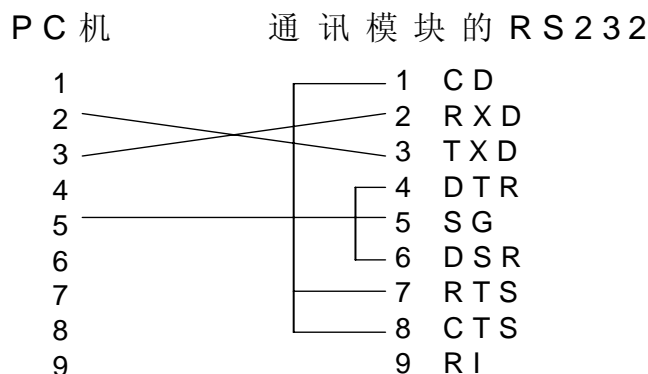 PC机 通讯模块的RS232
1 1 CD
2 2 RXD
3 3 TXD
4 4 DTR
5 5 SG
6 6 DSR
7 7 RTS
8 8 CTS
9 9 RI